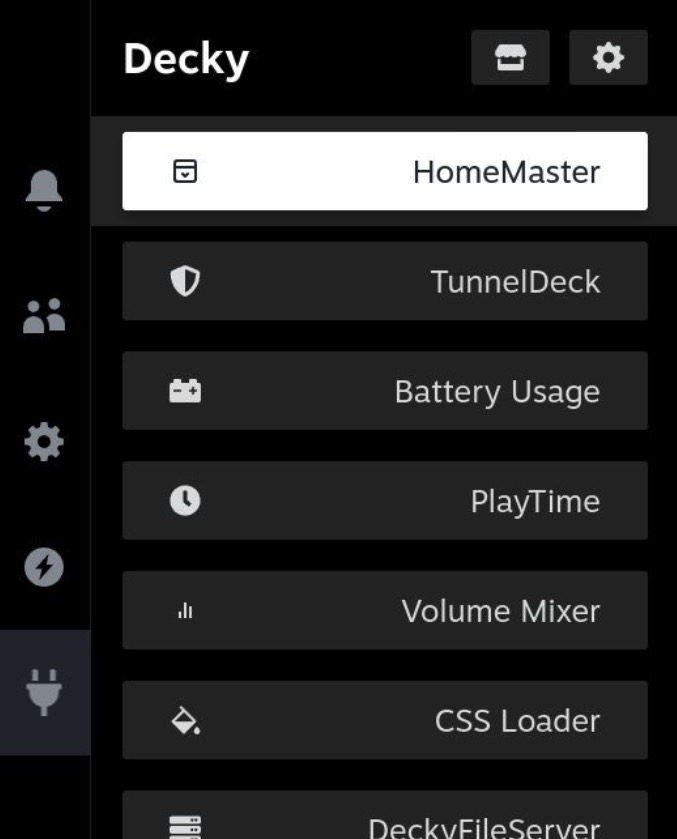 Decky
HomeMaster
TunnelDeck
Battery Usage
PlayTime
Volume Mixer
CSS Loader
DeckyFileServer